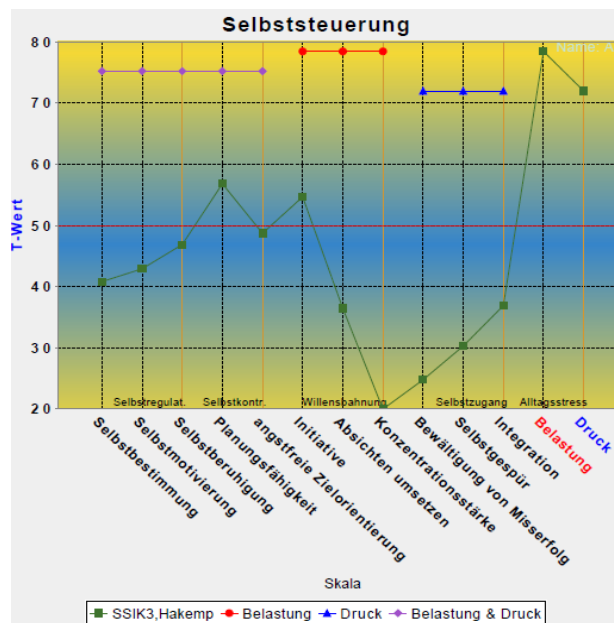 Selbststeuerung
Name: A
80
70
60
50
40
30
20
T-Wert
Selbstregulat.
Selbstkontr.
Willensbahnung
Selbstzugang
Alltagsstress
Selbstbestimmung
Selbstmotivierung
Selbstberuhigung
Planungsfähigkeit
angstfreie Zielorientierung
Initiative
Absichten umsetzen
Konzentrationsstärke
Bewältigung von Misserfolg
Selbstgespür
Integration
Belastung
Druck
Skala
SSIK3,Hakemp Belastung Druck Belastung & Druck